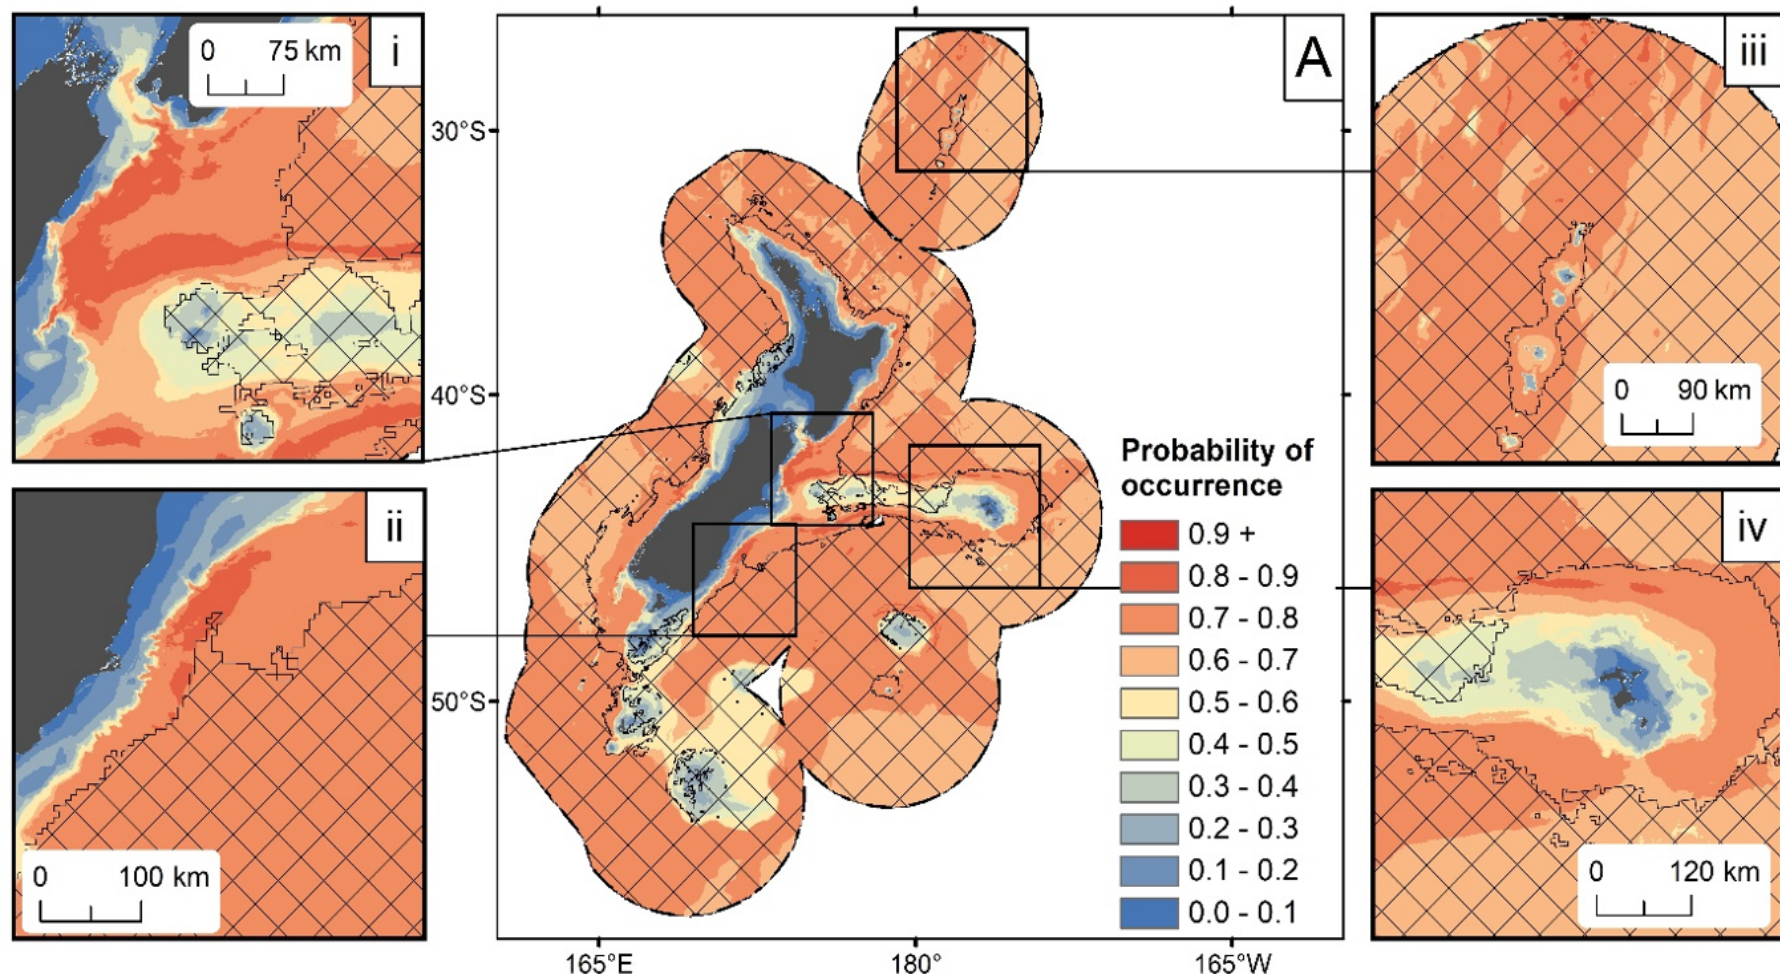 0 75 km
i
A
iii
30°S
40°S
50°S
0 90 km
ii
0 100 km
iv
0 120 km
Probability of
occurrence
0.9 +
0.8 - 0.9
0.7 - 0.8
0.6 - 0.7
0.5 - 0.6
0.4 - 0.5
0.3 - 0.4
0.2 - 0.3
0.1 - 0.2
0.0 - 0.1
165°E
180°
165°W